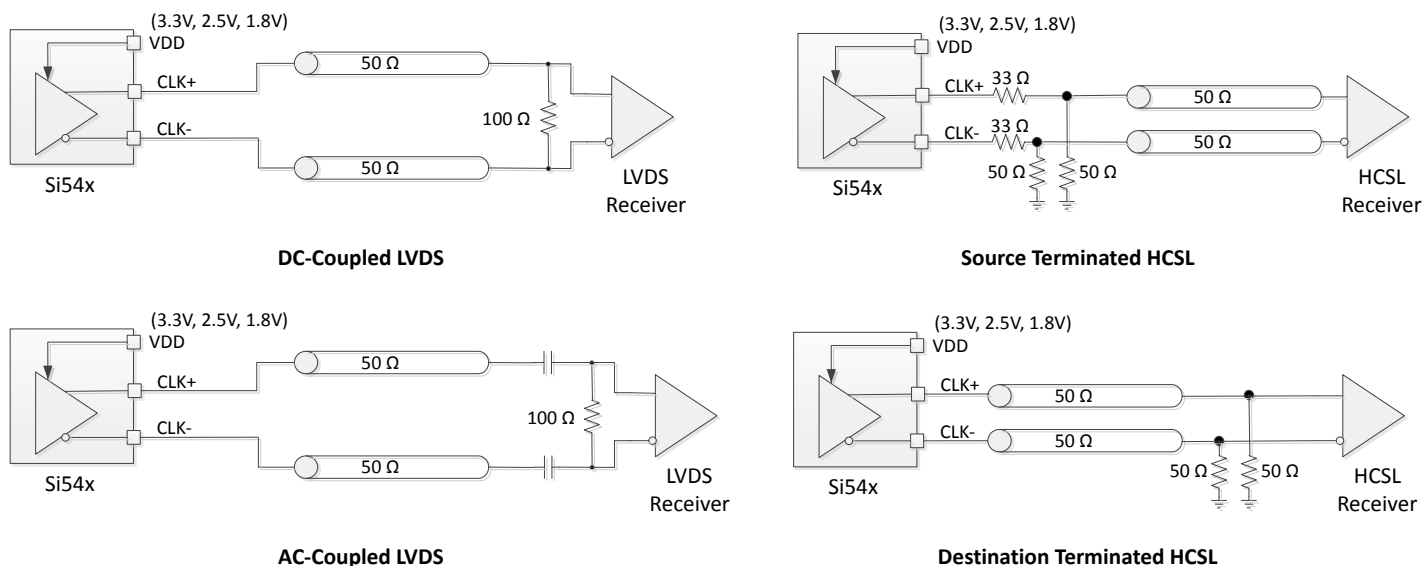 (3.3V, 2.5V, 1.8V)
VDD
CLK+
50 Ω
100 Ω
CLK-
50 Ω
Si54x
LVDS
Receiver
DC-Coupled LVDS
(3.3V, 2.5V, 1.8V)
VDD
CLK+
33 Ω
50 Ω
CLK-
33 Ω
50 Ω
50 Ω
50 Ω
Si54x
HCSL
Receiver
Source Terminated HCSL
(3.3V, 2.5V, 1.8V)
VDD
CLK+
50 Ω
100 Ω
CLK-
50 Ω
Si54x
LVDS
Receiver
AC-Coupled LVDS
(3.3V, 2.5V, 1.8V)
VDD
CLK+
50 Ω
CLK-
50 Ω
50 Ω
50 Ω
Si54x
HCSL
Receiver
Destination Terminated HCSL